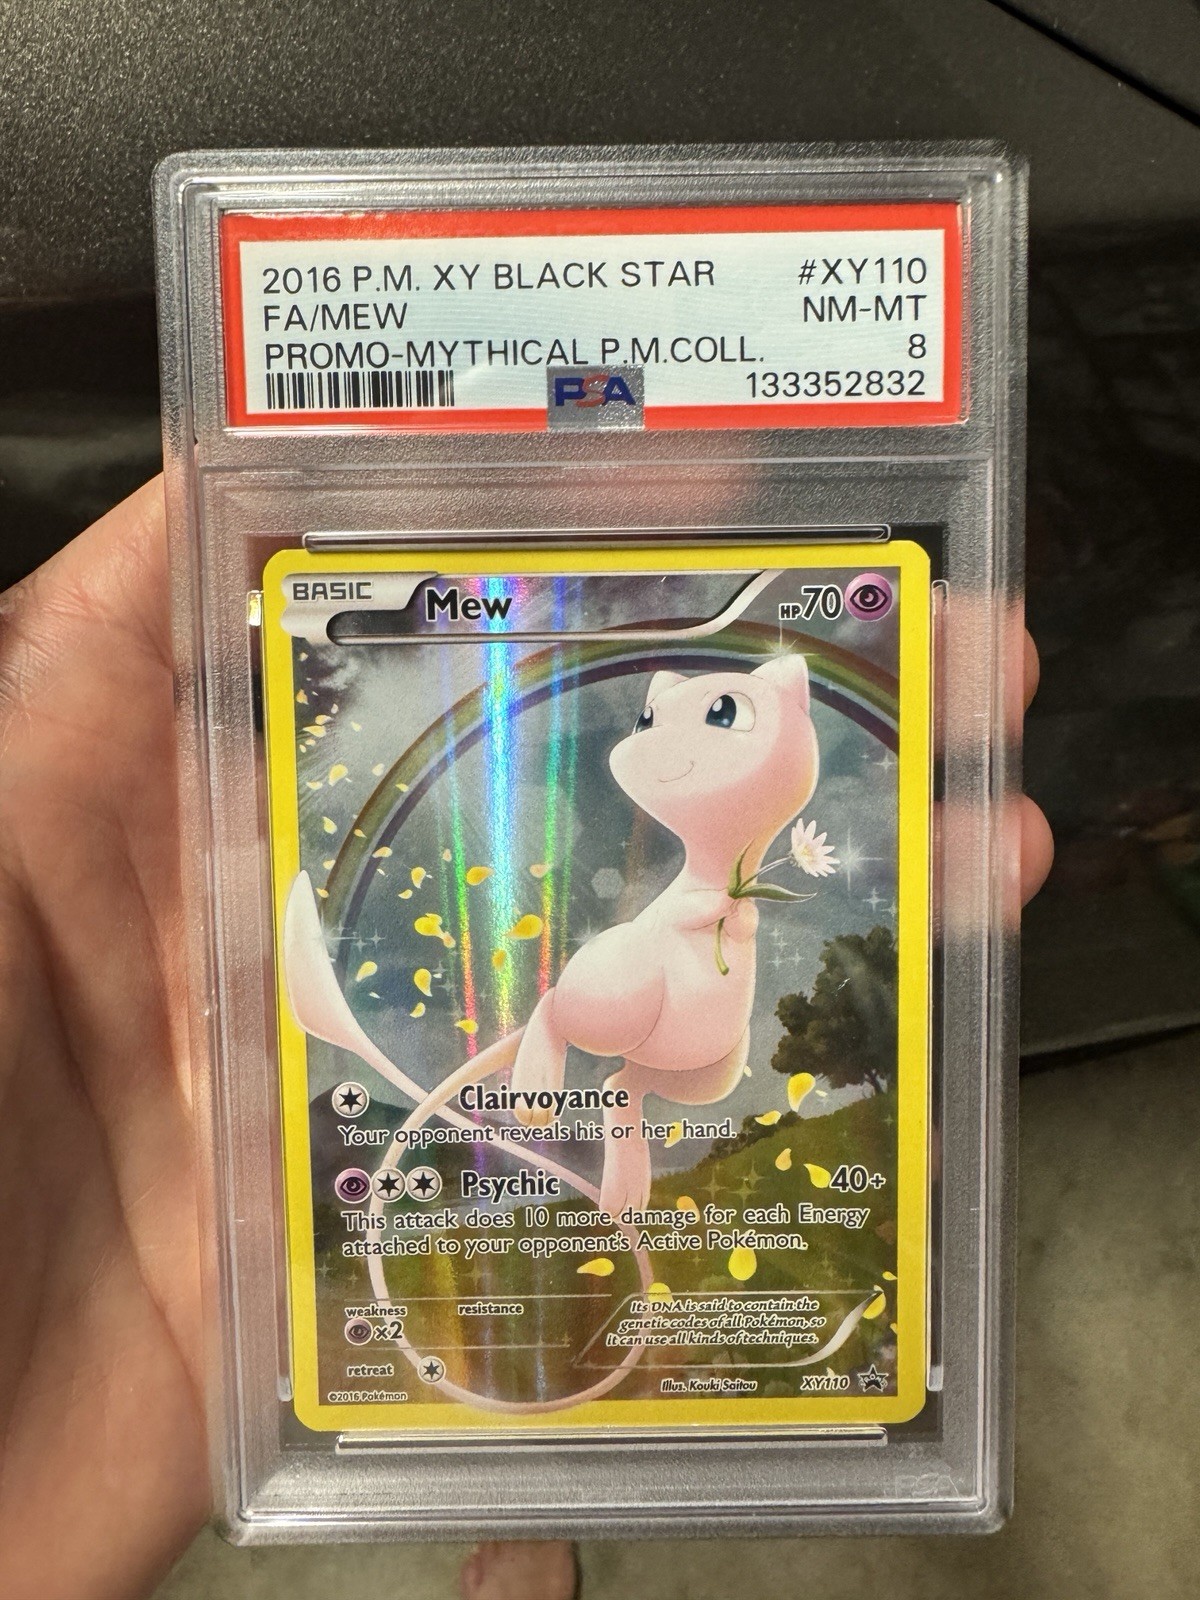 2016 P.M. XY BLACK STAR #XY110
FA/MEW NM-MT
PROMO-MYTHICAL P.M.COLL. 8
PSA 133352832
BASIC Mew HP70
Clairvoyance
Your opponent reveals his or her hand.
Psychic 40+
This attack does 10 more damage for each Energy
attached to your opponent's Active Pokémon.
weakness resistance
x2
Its DNA is said to contain the
genetic codes of all Pokémon, so
it can use all kinds of techniques.
retreat
©2016 Pokémon
Illus. Kouki Saitou XY110 PROMO
PSA